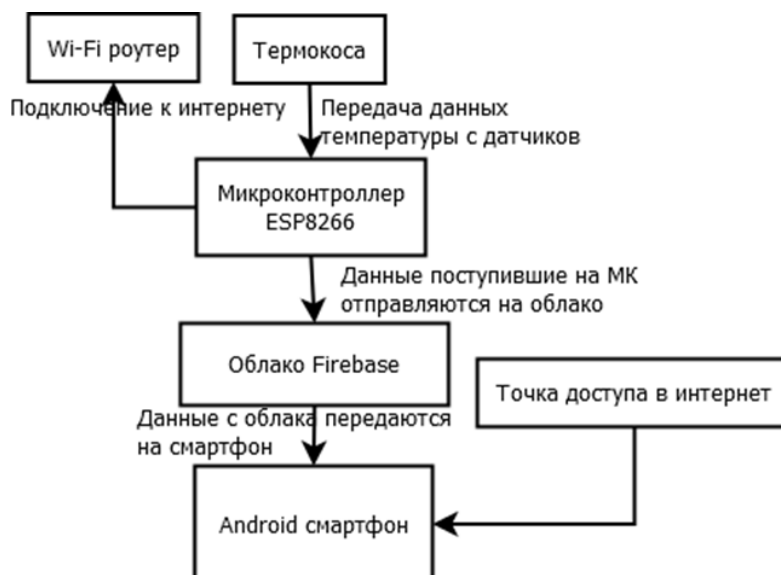 Wi-Fi роутер
Термокоса
Подключение к интернету
Передача данных
температуры с датчиков
Микроконтроллер
ESP8266
Данные поступившие на МК
отправляются на облако
Облако Firebase
Точка доступа в интернет
Данные с облака передаются
на смартфон
Android смартфон